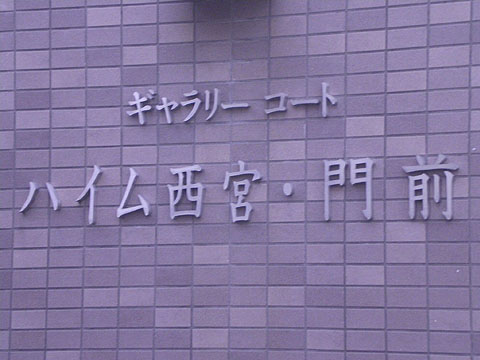 ギャラリー コート
ハイム西宮・門前